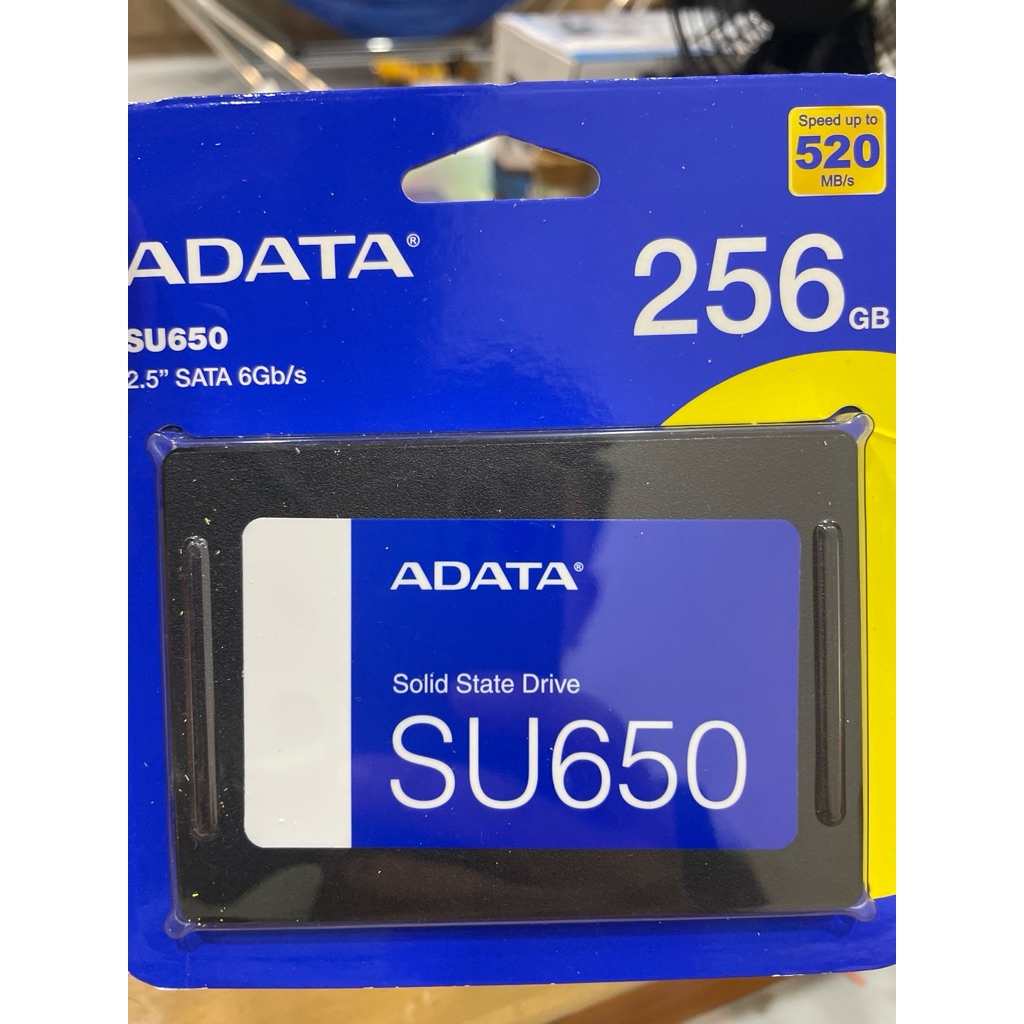 Speed up to
520
MB/s
ADATA®
256GB
SU650
2.5” SATA 6Gb/s
ADATA®
Solid State Drive
SU650